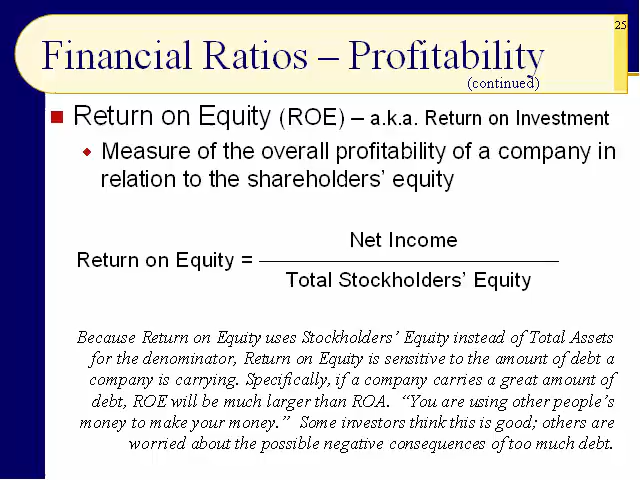 25
Financial Ratios – Profitability
(continued)
Return on Equity (ROE) – a.k.a. Return on Investment
Measure of the overall profitability of a company in
relation to the shareholders’ equity
Net Income
Return on Equity =
Total Stockholders’ Equity
Because Return on Equity uses Stockholders’ Equity instead of Total Assets
for the denominator, Return on Equity is sensitive to the amount of debt a
company is carrying. Specifically, if a company carries a great amount of
debt, ROE will be much larger than ROA.  “You are using other people’s
money to make your money.”  Some investors think this is good; others are
worried about the possible negative consequences of too much debt.